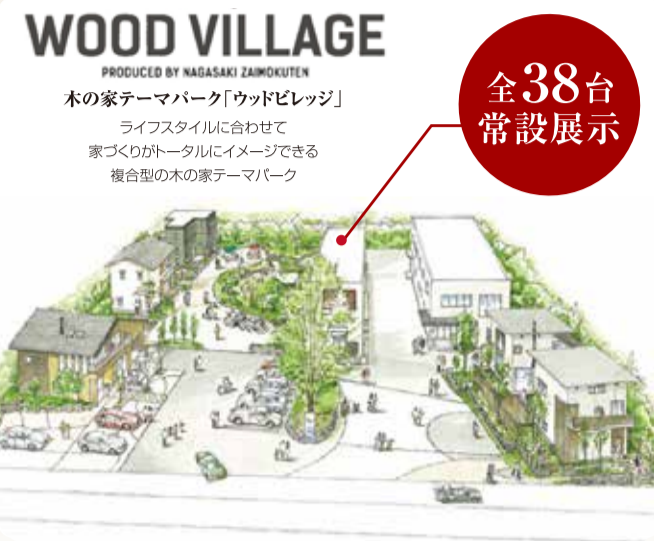 WOOD VILLAGE
PRODUCED BY NAGASAKI ZAIMOKUTEN
木の家テーマパーク「ウッドビレッジ」
ライフスタイルに合わせて
家づくりがトータルにイメージできる
複合型の木の家テーマパーク
全38台
常設展示